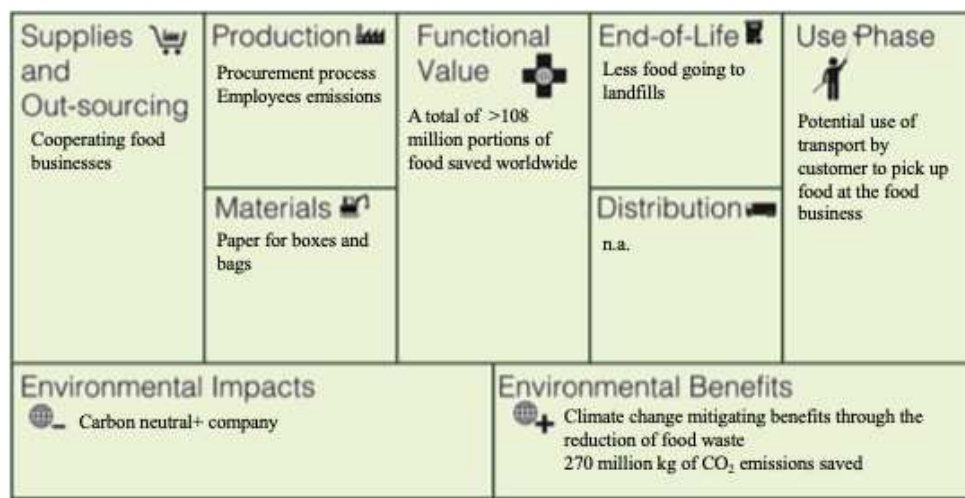 Supplies
and
Out-sourcing
Cooperating food
businesses
Production
Procurement process
Employees emissions
Materials
Paper for boxes and
bags
Functional
Value
A total of >108
million portions of
food saved worldwide
End-of-Life
Less food going to
landfills
Distribution
n.a.
Use Phase
Potential use of
transport by
customer to pick up
food at the food
business
Environmental Impacts
Carbon neutral+ company
Environmental Benefits
Climate change mitigating benefits through the
reduction of food waste
270 million kg of CO₂ emissions saved